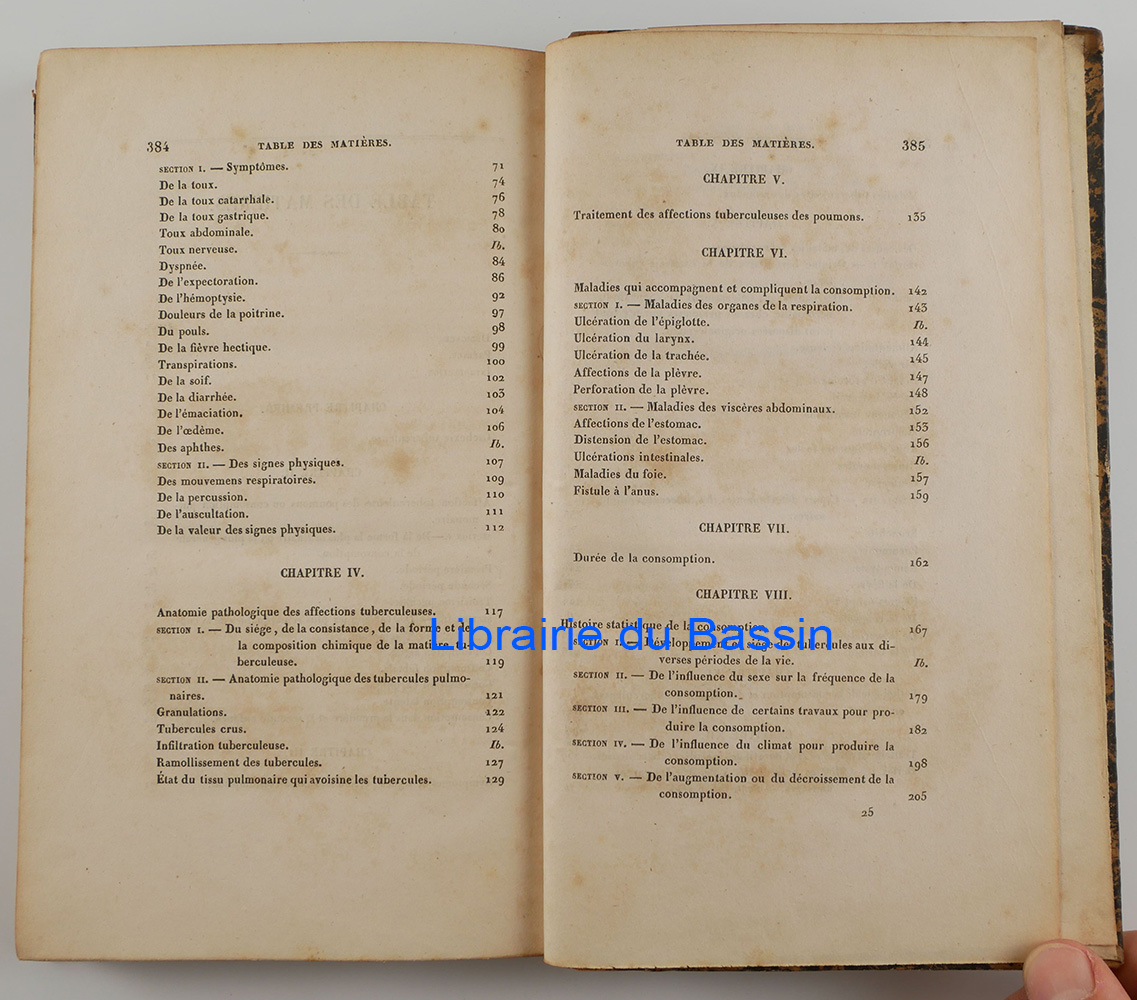 384 TABLE DES MATIÈRES.
SECTION I. — Symptômes. 71
De la toux. 74
De la toux catarrhale. 76
De la toux gastrique. 78
Toux abdominale. 80
Toux nerveuse. Ib.
Dyspnée. 84
De l'expectoration. 86
De l'hémoptysie. 92
Douleurs de la poitrine. 97
Du pouls. 98
De la fièvre hectique. 99
Transpirations. 100
De la soif. 102
De la diarrhée. 103
De l'émaciation. 104
De l'œdème. 106
Des aphthes. Ib.
SECTION II. — Des signes physiques. 107
Des mouvemens respiratoires. 109
De la percussion. 110
De l'auscultation. 111
De la valeur des signes physiques. 112
CHAPITRE IV.
Anatomie pathologique des affections tuberculeuses. 117
SECTION I. — Du siége, de la consistance, de la forme et de
la composition chimique de la matière tu-
berculeuse. 119
SECTION II. — Anatomie pathologique des tubercules pulmo-
naires. 121
Granulations. 122
Tubercules crus. 124
Infiltration tuberculeuse. Ib.
Ramollissement des tubercules. 127
État du tissu pulmonaire qui avoisine les tubercules. 129
TABLE DES MATIÈRES. 385
CHAPITRE V.
Traitement des affections tuberculeuses des poumons. 135
CHAPITRE VI.
Maladies qui accompagnent et compliquent la consomption. 142
SECTION I. — Maladies des organes de la respiration. 143
Ulcération de l'épiglotte. Ib.
Ulcération du larynx. 144
Ulcération de la trachée. 145
Affections de la plèvre. 147
Perforation de la plèvre. 148
SECTION II. — Maladies des viscères abdominaux. 152
Affections de l'estomac. 153
Distension de l'estomac. 156
Ulcérations intestinales. Ib.
Maladies du foie. 157
Fistule à l'anus. 159
CHAPITRE VII.
Durée de la consomption. 162
CHAPITRE VIII.
Histoire statistique de la consomption. 167
SECTION I. — Développement et siége de tubercules aux di-
verses périodes de la vie. Ib.
SECTION II. — De l'influence du sexe sur la fréquence de la
consomption. 179
SECTION III. — De l'influence de certains travaux pour pro-
duire la consomption. 182
SECTION IV. — De l'influence du climat pour produire la
consomption. 198
SECTION V. — De l'augmentation ou du décroissement de la
consomption. 205
25
Librairie du Bassin